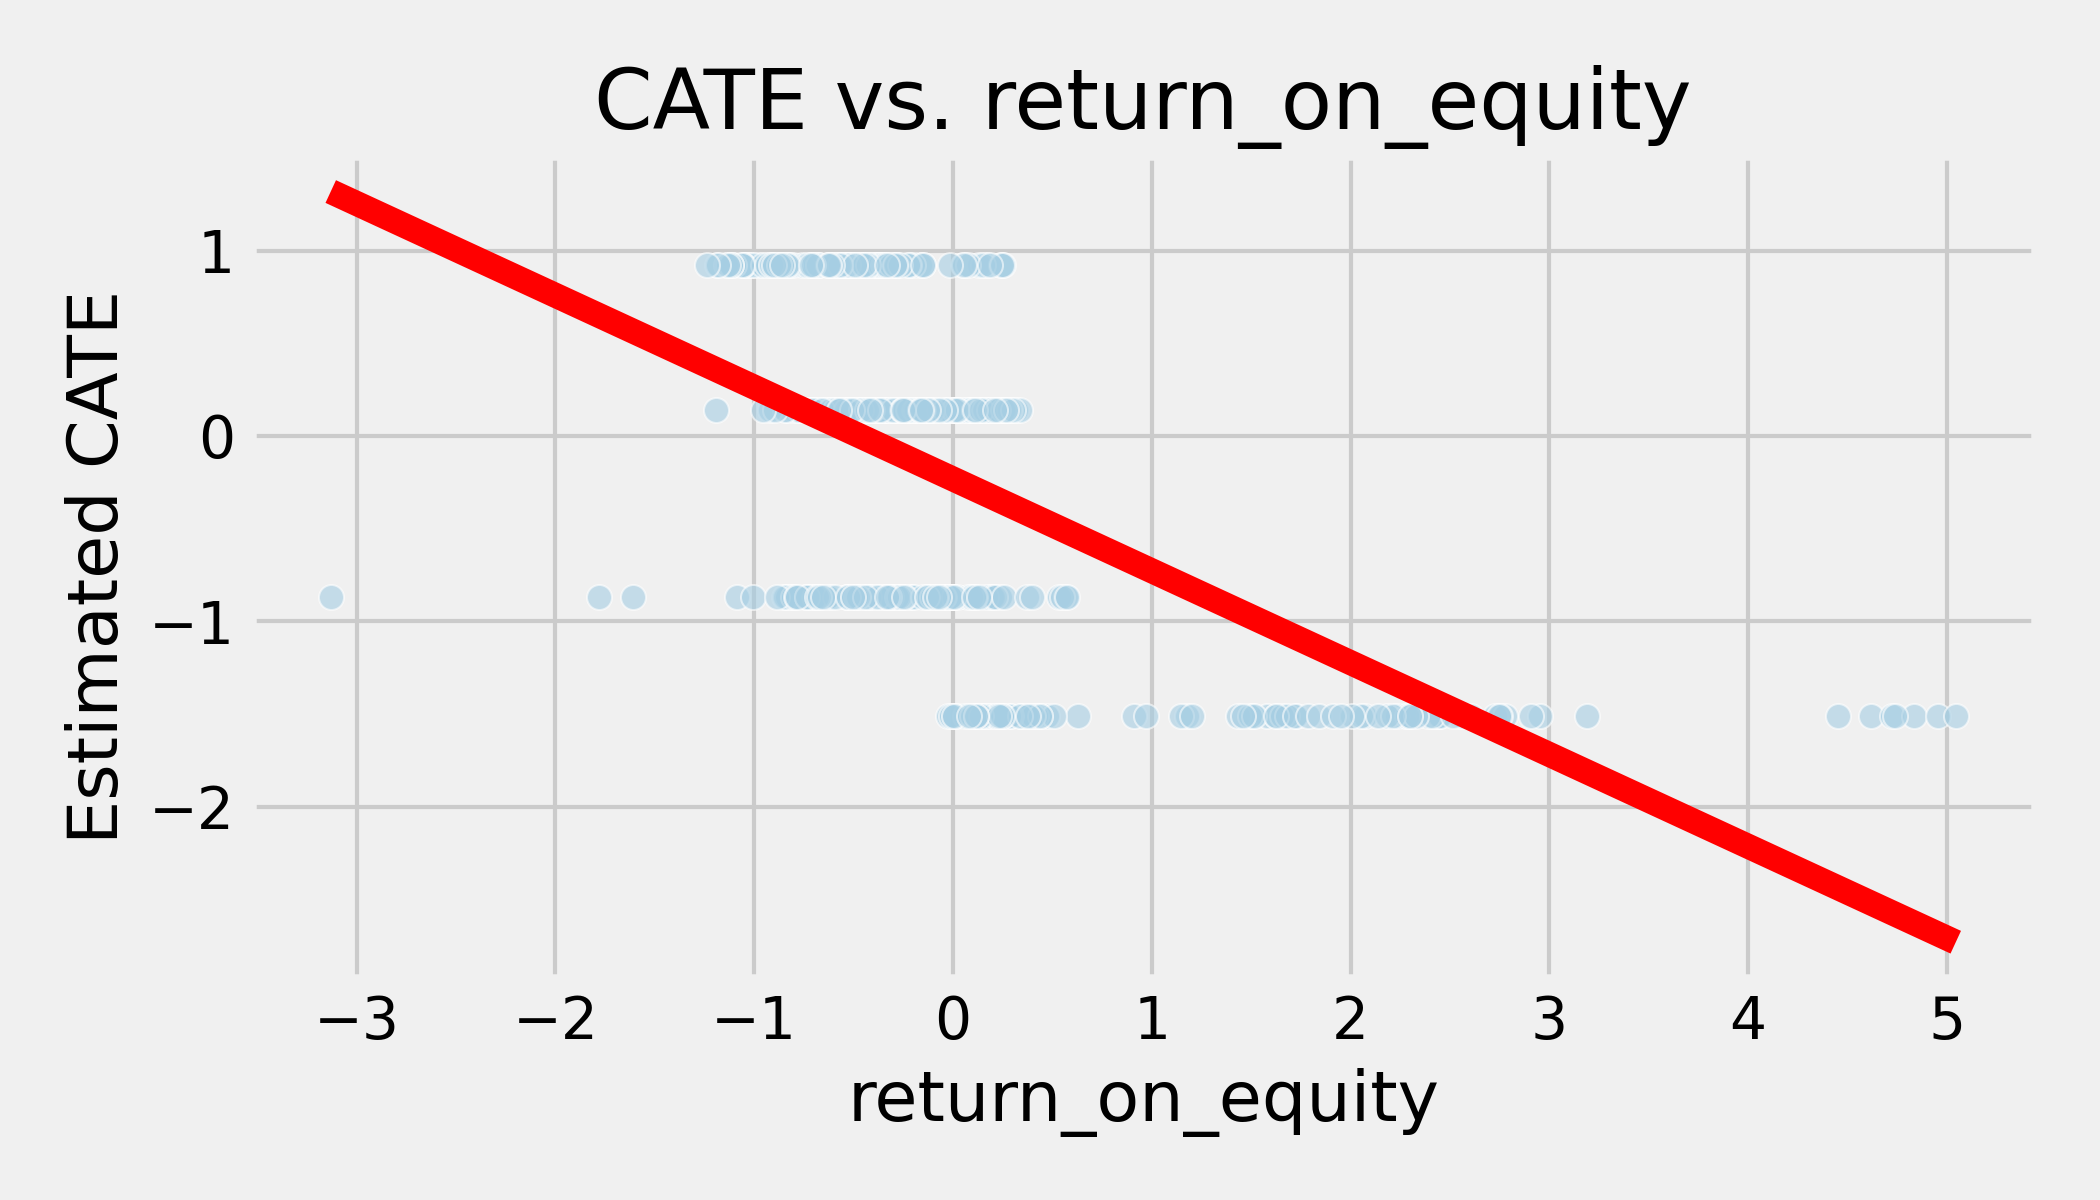 CATE vs. return_on_equity
Estimated CATE
1
0
−1
−2
−3 −2 −1 0 1 2 3 4 5
return_on_equity